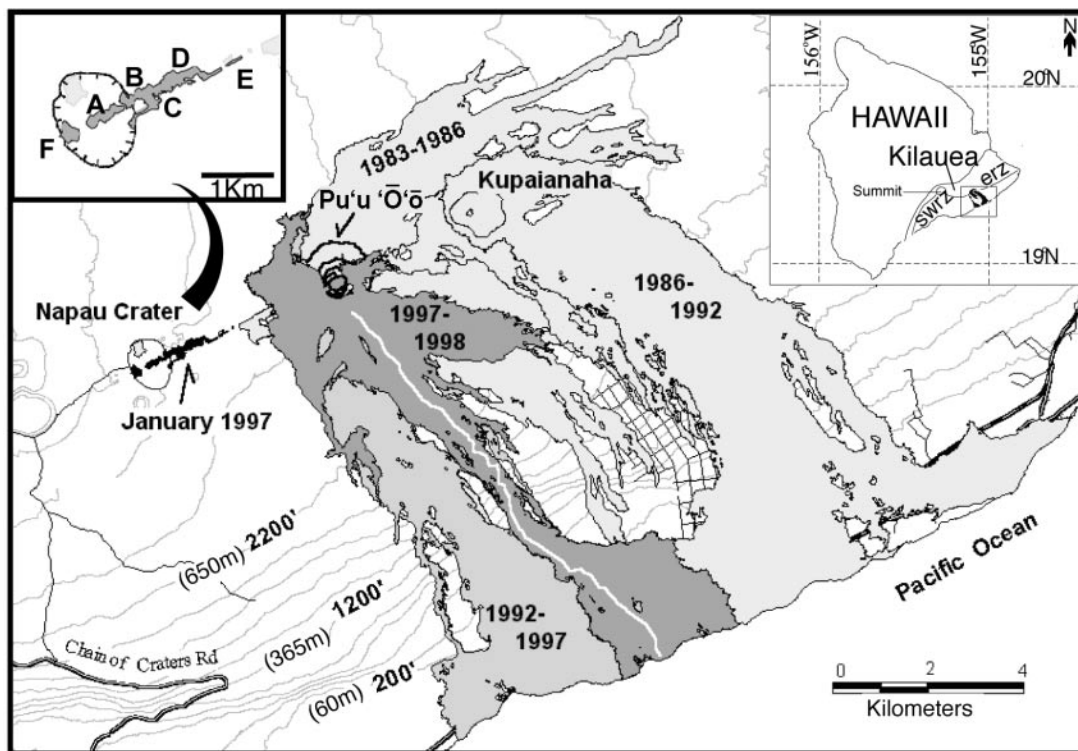 D
B
E
A
C
F
1Km
N
156°W
155°W
20°N
HAWAII
Kilauea
Summit
erz
swrz
19°N
1983-1986
Kupaianaha
Pu‘u ‘Ō‘ō
1986-
1992
Napau Crater
1997-
1998
January 1997
(650m) 2200'
Pacific Ocean
1200'
(365m)
1992-
1997
Chain of Craters Rd
(60m) 200'
0 2 4
Kilometers